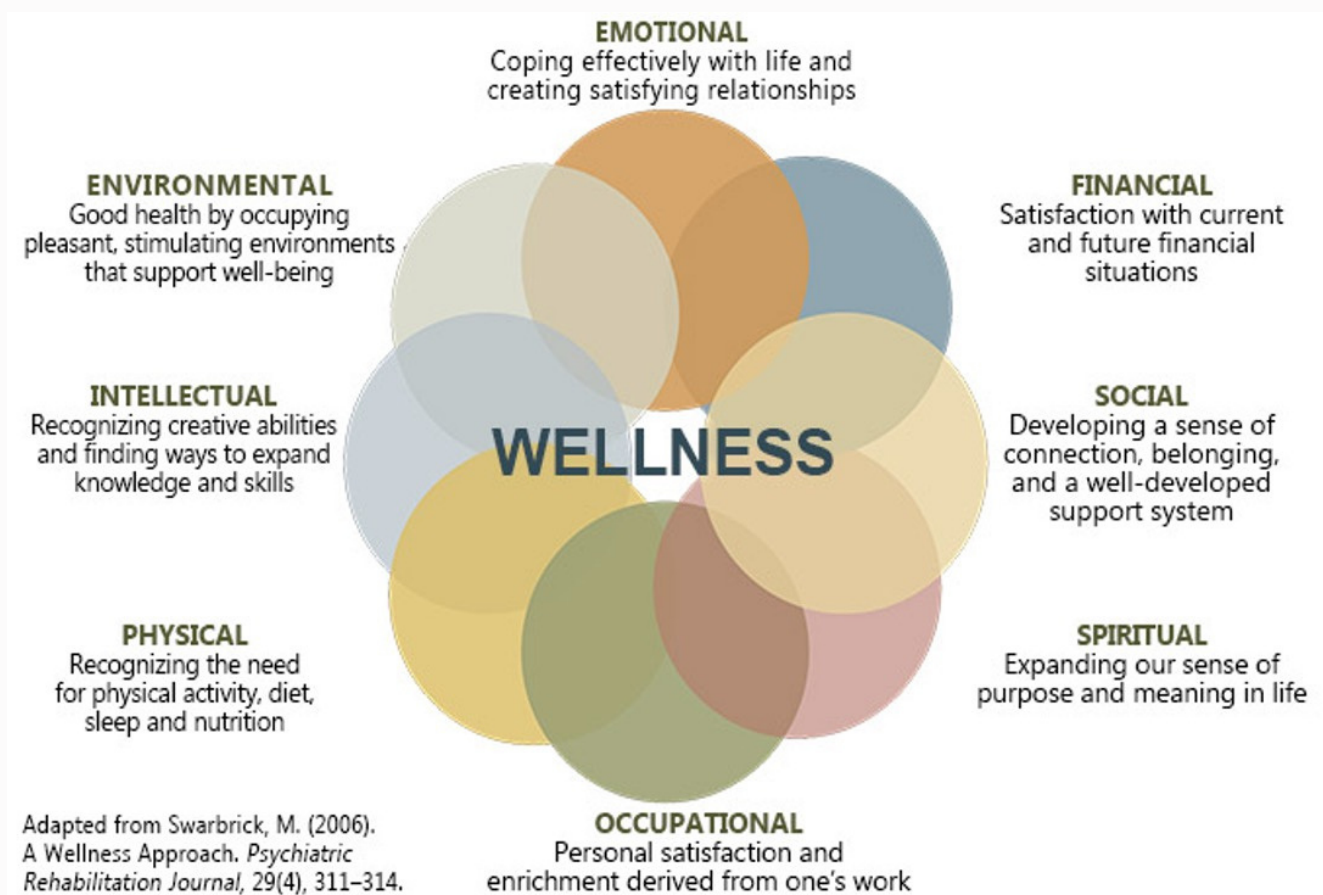 EMOTIONAL
Coping effectively with life and
creating satisfying relationships
ENVIRONMENTAL
Good health by occupying
pleasant, stimulating environments
that support well-being
FINANCIAL
Satisfaction with current
and future financial
situations
INTELLECTUAL
Recognizing creative abilities
and finding ways to expand
knowledge and skills
WELLNESS
SOCIAL
Developing a sense of
connection, belonging,
and a well-developed
support system
PHYSICAL
Recognizing the need
for physical activity, diet,
sleep and nutrition
SPIRITUAL
Expanding our sense of
purpose and meaning in life
OCCUPATIONAL
Personal satisfaction and
enrichment derived from one's work
Adapted from Swarbrick, M. (2006).
A Wellness Approach. Psychiatric
Rehabilitation Journal, 29(4), 311–314.